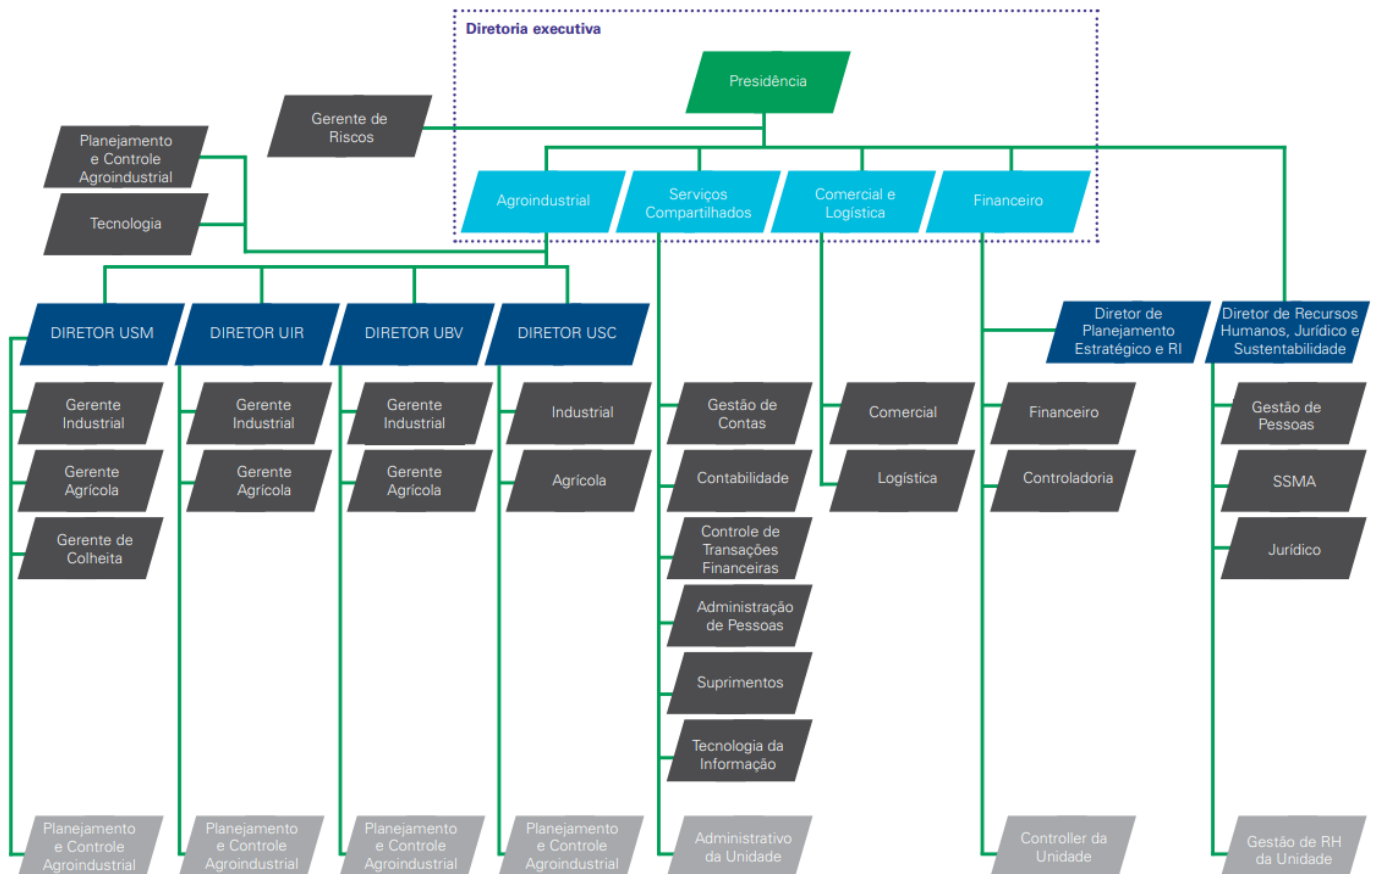 Diretoria executiva
Presidência
Gerente de
Riscos
Planejamento
e Controle
Agroindustrial
Tecnologia
Agroindustrial
Serviços
Compartilhados
Comercial e
Logística
Financeiro
DIRETOR USM
DIRETOR UIR
DIRETOR UBV
DIRETOR USC
Diretor de
Planejamento
Estratégico e RI
Diretor de Recursos
Humanos, Jurídico e
Sustentabilidade
Gerente
Industrial
Gerente
Industrial
Gerente
Industrial
Industrial
Gestão de
Contas
Comercial
Financeiro
Gestão de
Pessoas
Gerente
Agrícola
Gerente
Agrícola
Gerente
Agrícola
Agrícola
Contabilidade
Logística
Controladoria
SSMA
Gerente de
Colheita
Controle de
Transações
Financeiras
Jurídico
Administração
de Pessoas
Suprimentos
Tecnologia da
Informação
Planejamento
e Controle
Agroindustrial
Planejamento
e Controle
Agroindustrial
Planejamento
e Controle
Agroindustrial
Planejamento
e Controle
Agroindustrial
Administrativo
da Unidade
Controller da
Unidade
Gestão de RH
da Unidade